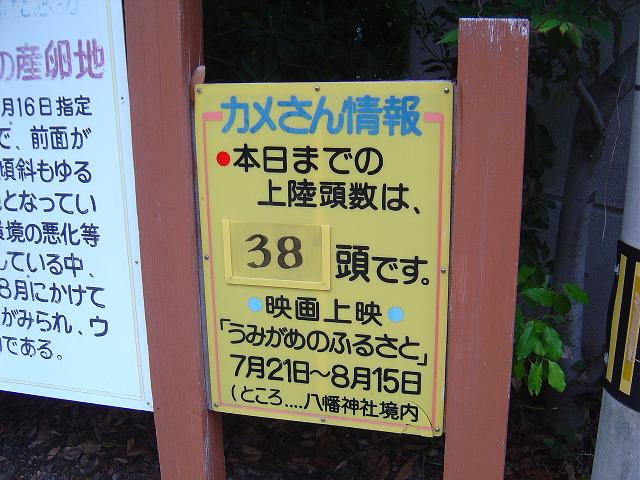 の産卵地
月16日指定
で、前面が
傾斜もゆる
となってい
環境の悪化等
している中、
8月にかけて
がみられ、ウ
である。
カメさん情報
●本日までの
上陸頭数は、
38 頭です。
●映画上映●
「うみがめのふるさと」
7月21日～8月15日
(ところ....八幡神社境内